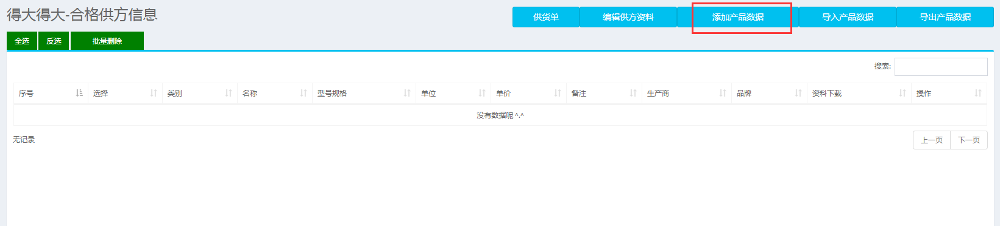 得大得大-合格供方信息
供货单 编辑供方资料 添加产品数据 导入产品数据 导出产品数据
全选 反选 批量删除
搜索:
序号 选择 类别 名称 型号规格 单位 单价 备注 生产商 品牌 资料下载 操作
没有数据呢 ^.^
无记录 上一页 下一页